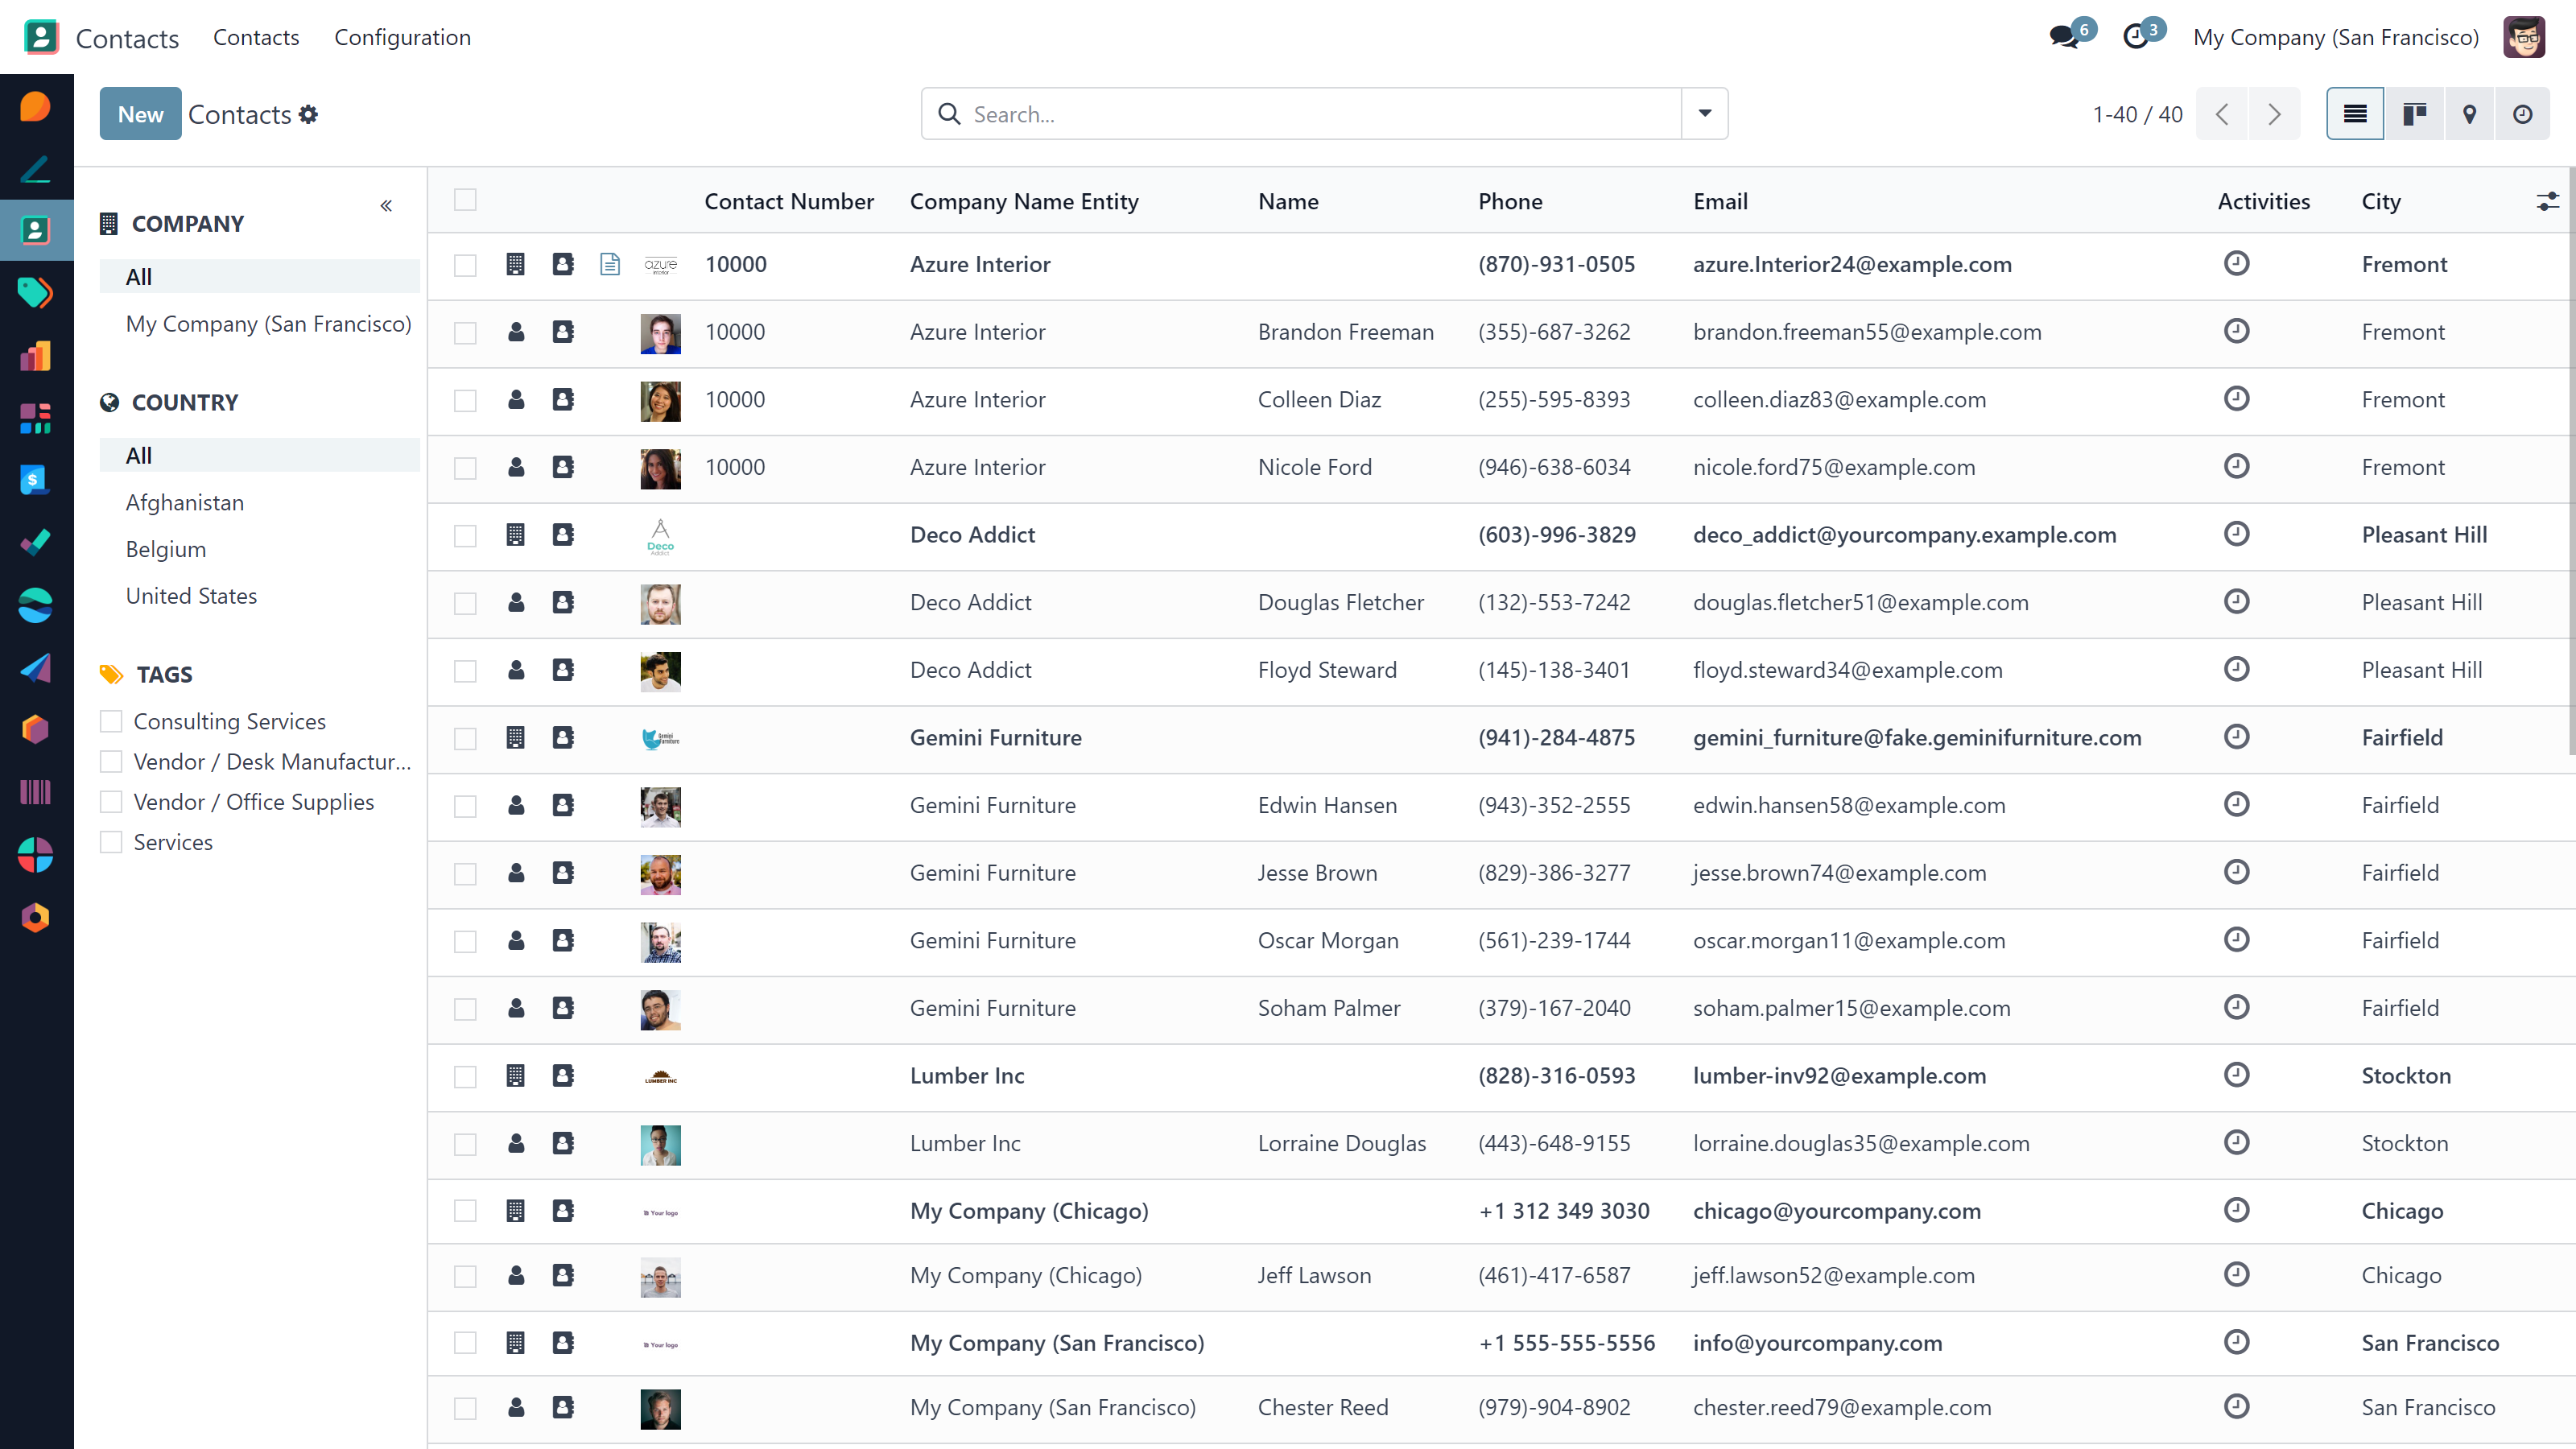 Contacts Contacts Configuration 6 3 My Company (San Francisco)
New Contacts Search... 1-40 / 40
COMPANY
All
My Company (San Francisco)
COUNTRY
All
Afghanistan
Belgium
United States
TAGS
Consulting Services
Vendor / Desk Manufactur...
Vendor / Office Supplies
Services
Contact Number Company Name Entity Name Phone Email Activities City
azure interior 10000 Azure Interior (870)-931-0505 azure.Interior24@example.com Fremont
10000 Azure Interior Brandon Freeman (355)-687-3262 brandon.freeman55@example.com Fremont
10000 Azure Interior Colleen Diaz (255)-595-8393 colleen.diaz83@example.com Fremont
10000 Azure Interior Nicole Ford (946)-638-6034 nicole.ford75@example.com Fremont
Deco Addict Deco Addict (603)-996-3829 deco_addict@yourcompany.example.com Pleasant Hill
Deco Addict Douglas Fletcher (132)-553-7242 douglas.fletcher51@example.com Pleasant Hill
Deco Addict Floyd Steward (145)-138-3401 floyd.steward34@example.com Pleasant Hill
Gemini Furniture Gemini Furniture (941)-284-4875 gemini_furniture@fake.geminifurniture.com Fairfield
Gemini Furniture Edwin Hansen (943)-352-2555 edwin.hansen58@example.com Fairfield
Gemini Furniture Jesse Brown (829)-386-3277 jesse.brown74@example.com Fairfield
Gemini Furniture Oscar Morgan (561)-239-1744 oscar.morgan11@example.com Fairfield
Gemini Furniture Soham Palmer (379)-167-2040 soham.palmer15@example.com Fairfield
LUMBER INC Lumber Inc (828)-316-0593 lumber-inv92@example.com Stockton
Lumber Inc Lorraine Douglas (443)-648-9155 lorraine.douglas35@example.com Stockton
Your logo My Company (Chicago) +1 312 349 3030 chicago@yourcompany.com Chicago
My Company (Chicago) Jeff Lawson (461)-417-6587 jeff.lawson52@example.com Chicago
Your logo My Company (San Francisco) +1 555-555-5556 info@yourcompany.com San Francisco
My Company (San Francisco) Chester Reed (979)-904-8902 chester.reed79@example.com San Francisco